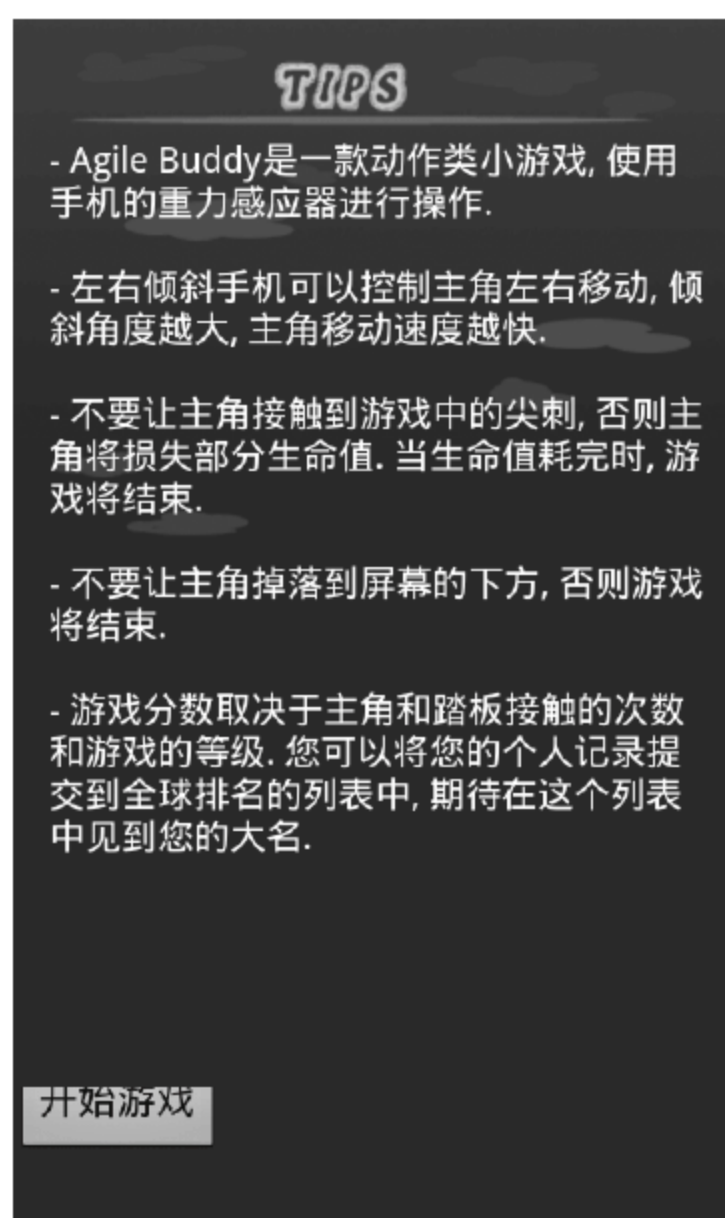 TIPS
- Agile Buddy是一款动作类小游戏, 使用
手机的重力感应器进行操作.
- 左右倾斜手机可以控制主角左右移动, 倾
斜角度越大, 主角移动速度越快.
- 不要让主角接触到游戏中的尖刺, 否则主
角将损失部分生命值. 当生命值耗完时, 游
戏将结束.
- 不要让主角掉落到屏幕的下方, 否则游戏
将结束.
- 游戏分数取决于主角和踏板接触的次数
和游戏的等级. 您可以将您的个人记录提
交到全球排名的列表中, 期待在这个列表
中见到您的大名.
开始游戏